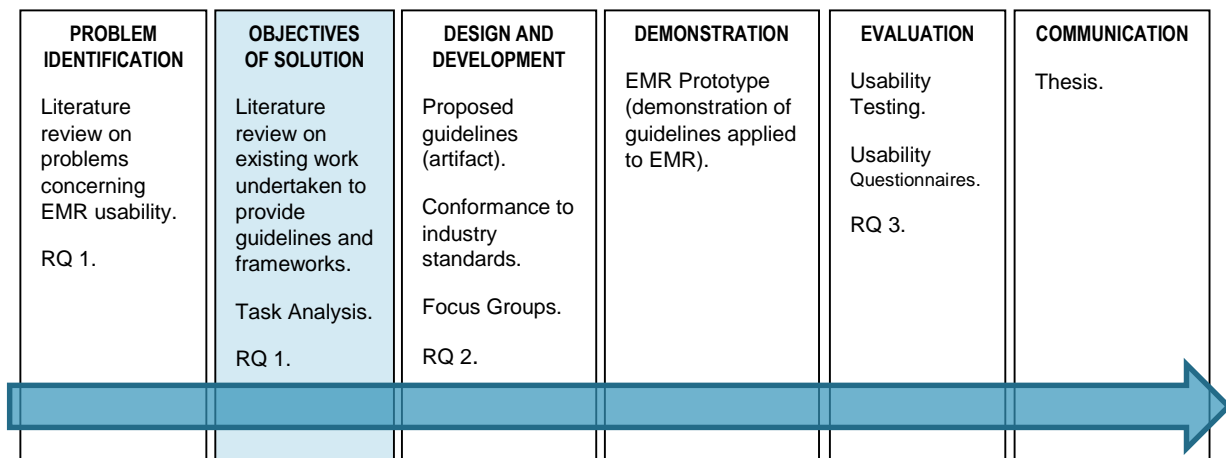 PROBLEM
IDENTIFICATION
Literature
review on
problems
concerning
EMR usability.
RQ 1.
OBJECTIVES
OF SOLUTION
Literature
review on
existing work
undertaken to
provide
guidelines and
frameworks.
Task Analysis.
RQ 1.
DESIGN AND
DEVELOPMENT
Proposed
guidelines
(artifact).
Conformance to
industry
standards.
Focus Groups.
RQ 2.
DEMONSTRATION
EMR Prototype
(demonstration of
guidelines applied
to EMR).
EVALUATION
Usability
Testing.
Usability
Questionnaires.
RQ 3.
COMMUNICATION
Thesis.